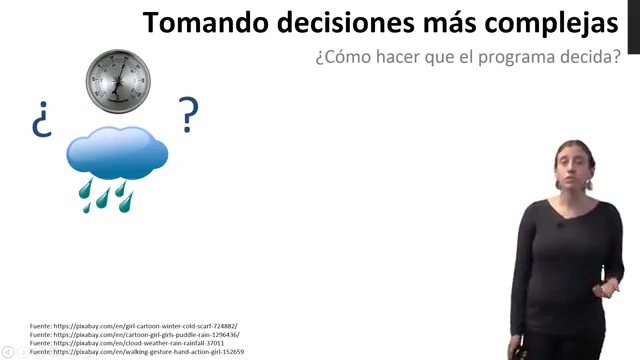 Tomando decisiones más complejas
¿Cómo hacer que el programa decida?
¿ ?
Fuente: https://pixabay.com/en/girl-cartoon-winter-cold-scarf-724882/
Fuente: https://pixabay.com/en/cartoon-girl-girls-puddle-rain-1296436/
Fuente: https://pixabay.com/en/cloud-weather-rain-rainfall-37011
Fuente: https://pixabay.com/en/walking-gesture-hand-action-girl-152659